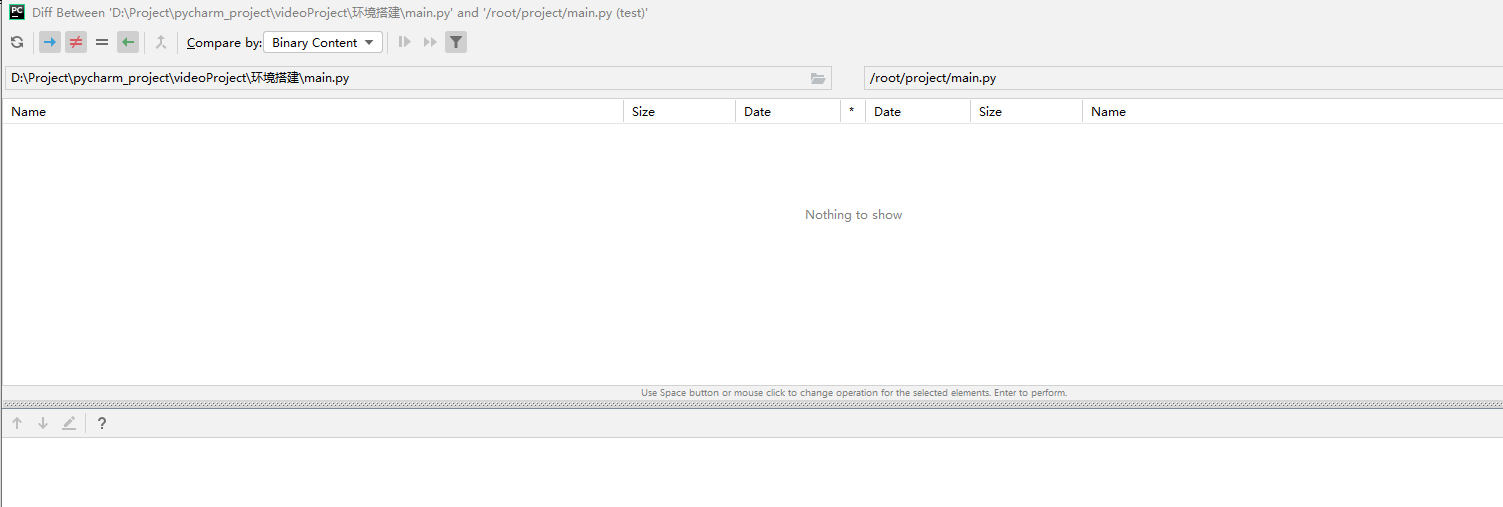 Diff Between 'D:\Project\pycharm_project\videoProject\环境搭建\main.py' and '/root/project/main.py (test)'
Compare by: Binary Content
D:\Project\pycharm_project\videoProject\环境搭建\main.py /root/project/main.py
Name Size Date * Date Size Name
Nothing to show
Use Space button or mouse click to change operation for the selected elements. Enter to perform.
?